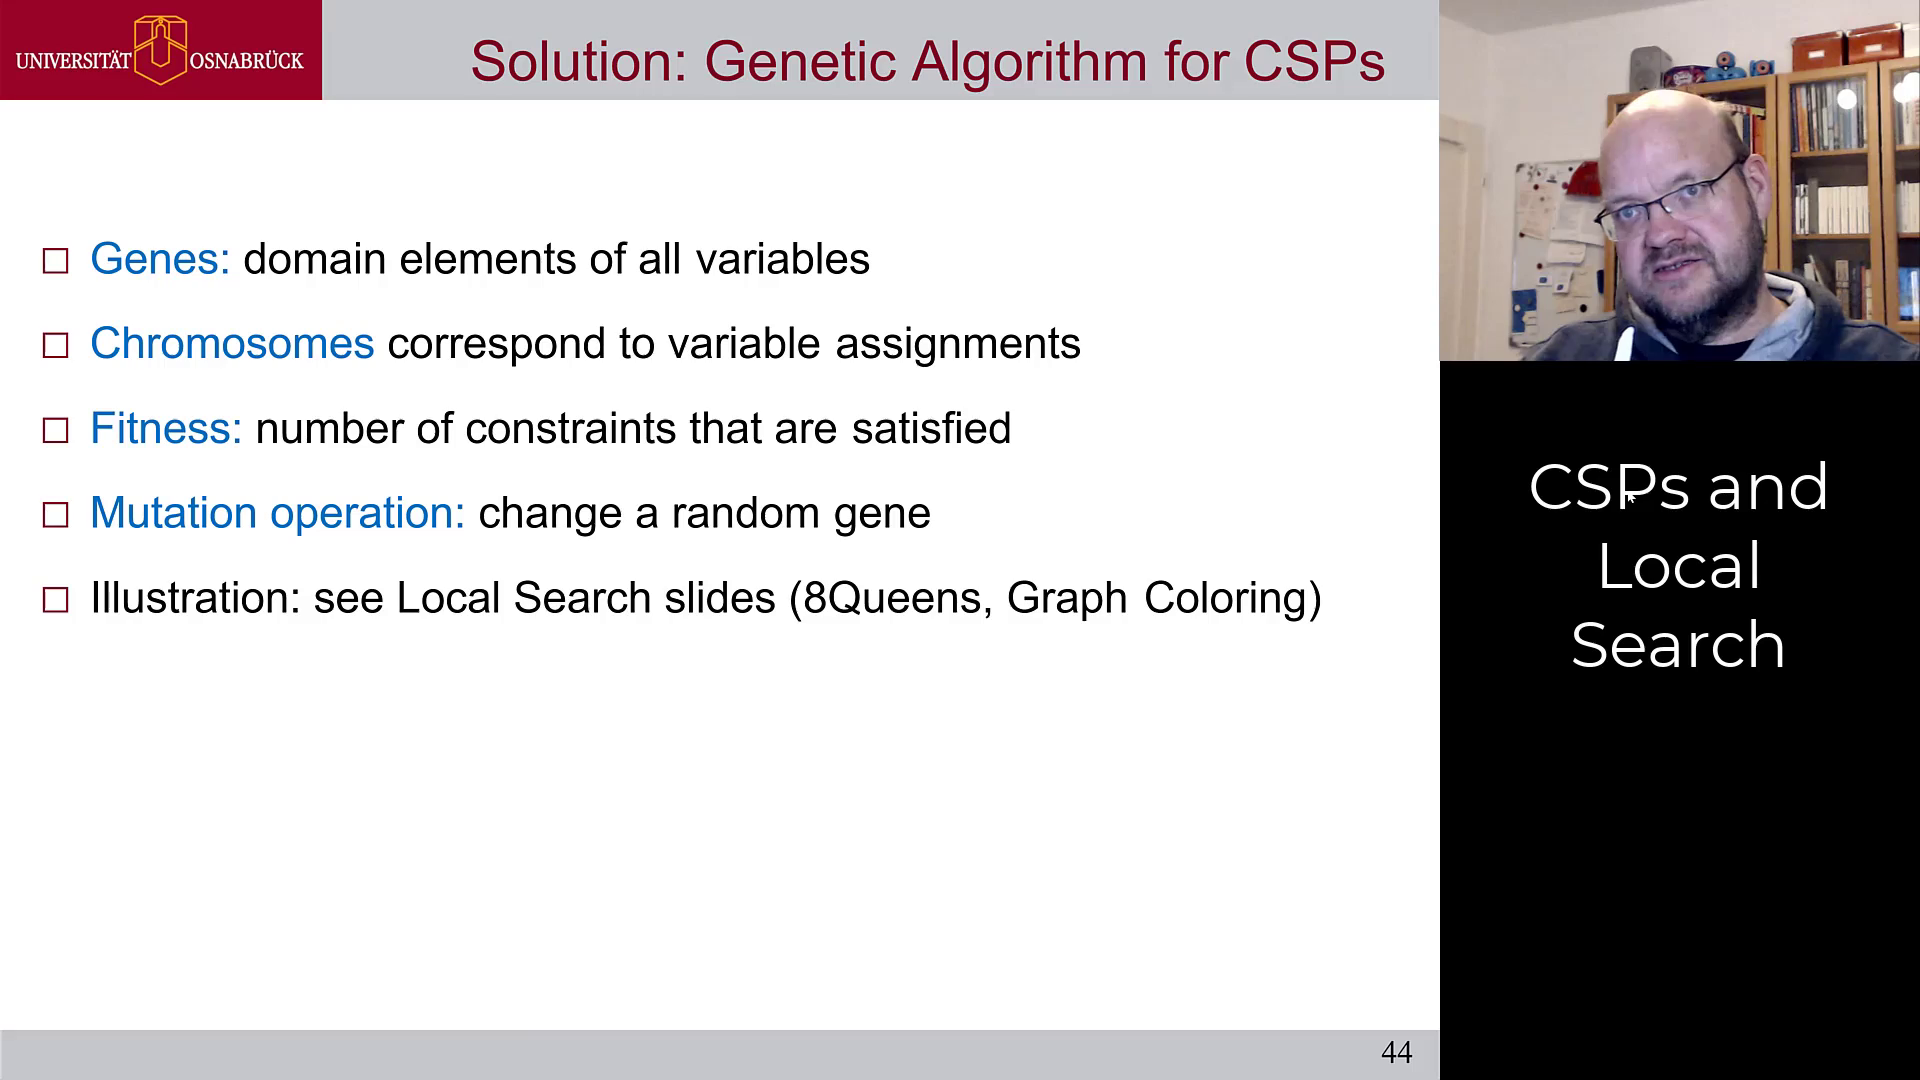 UNIVERSITÄT OSNABRÜCK
Solution: Genetic Algorithm for CSPs
Genes: domain elements of all variables
Chromosomes correspond to variable assignments
Fitness: number of constraints that are satisfied
Mutation operation: change a random gene
Illustration: see Local Search slides (8Queens, Graph Coloring)
44
CSPs and
Local
Search